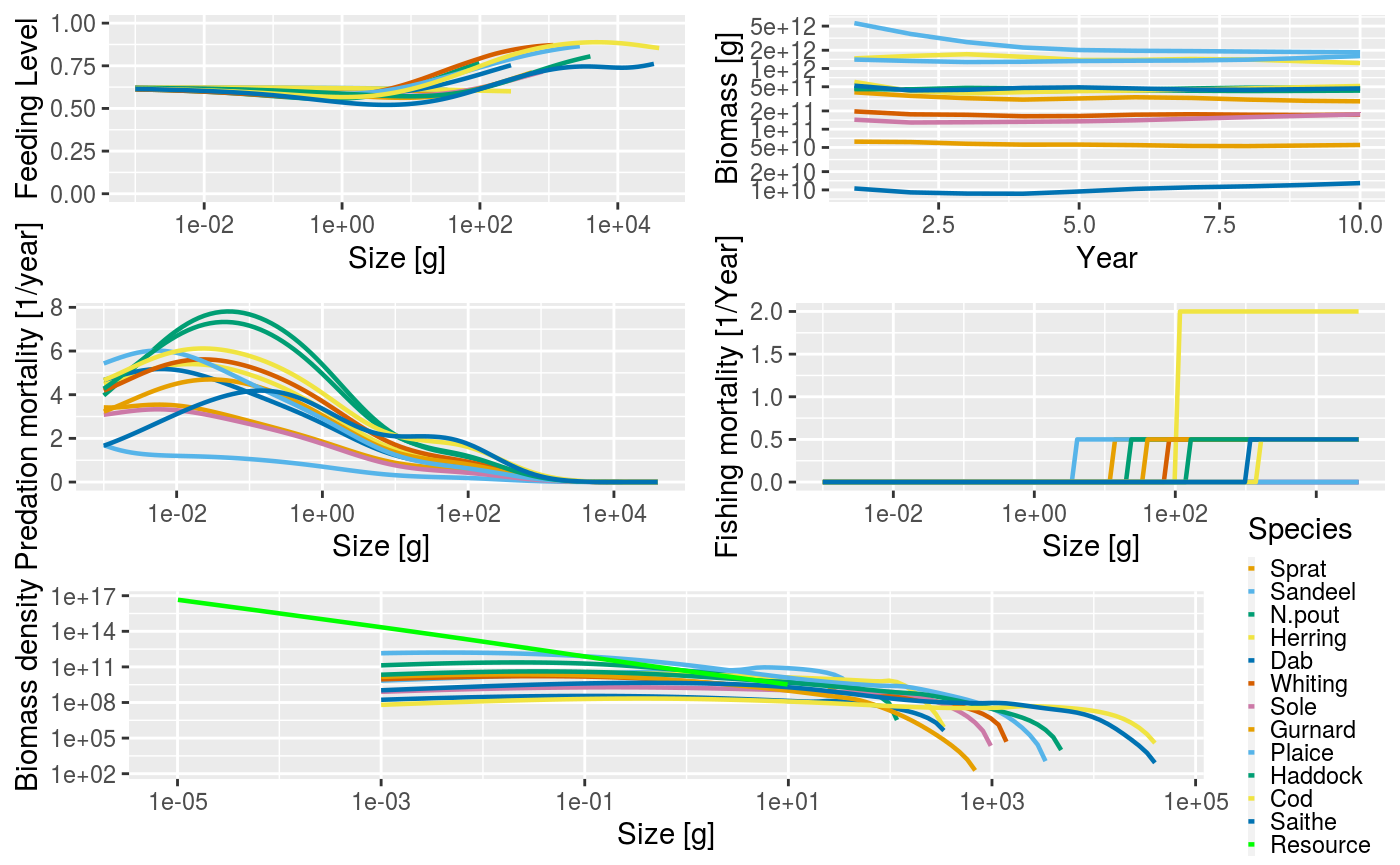 Feeding Level
1.00
0.75
0.50
0.25
0.00
1e-02 1e+00 1e+02 1e+04
Size [g]
Biomass [g]
5e+12
2e+12
1e+12
5e+11
2e+11
1e+11
5e+10
2e+10
1e+10
2.5 5.0 7.5 10.0
Year
Predation mortality [1/year]
8
6
4
2
0
1e-02 1e+00 1e+02 1e+04
Size [g]
Fishing mortality [1/Year]
2.0
1.5
1.0
0.5
0.0
1e-02 1e+00 1e+02
Size [g]
Biomass density
1e+17
1e+14
1e+11
1e+08
1e+05
1e+02
1e-05 1e-03 1e-01 1e+01 1e+03 1e+05
Size [g]
Species
Sprat
Sandeel
N.pout
Herring
Dab
Whiting
Sole
Gurnard
Plaice
Haddock
Cod
Saithe
Resource